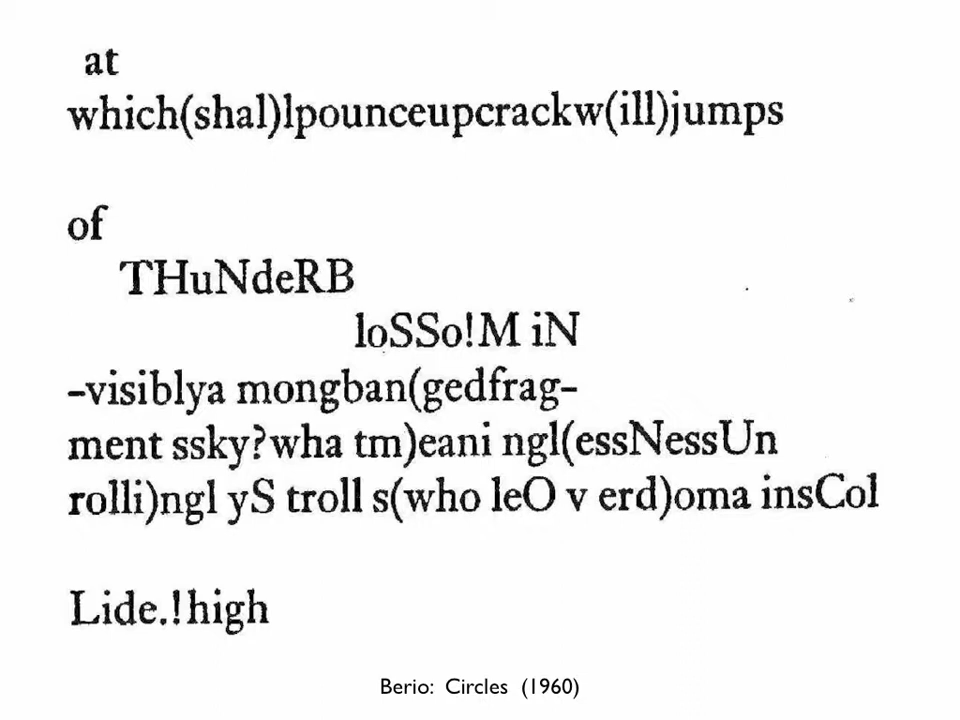 at
which(shal)lpounceupcrackw(ill)jumps
of
THuNdeRB
loSSo!M iN
-visiblya mongban(gedfrag-
ment ssky?wha tm)eani ngl(essNessUn
rolli)ngl yS troll s(who leO v erd)oma insCol
Lide.!high
Berio: Circles (1960)